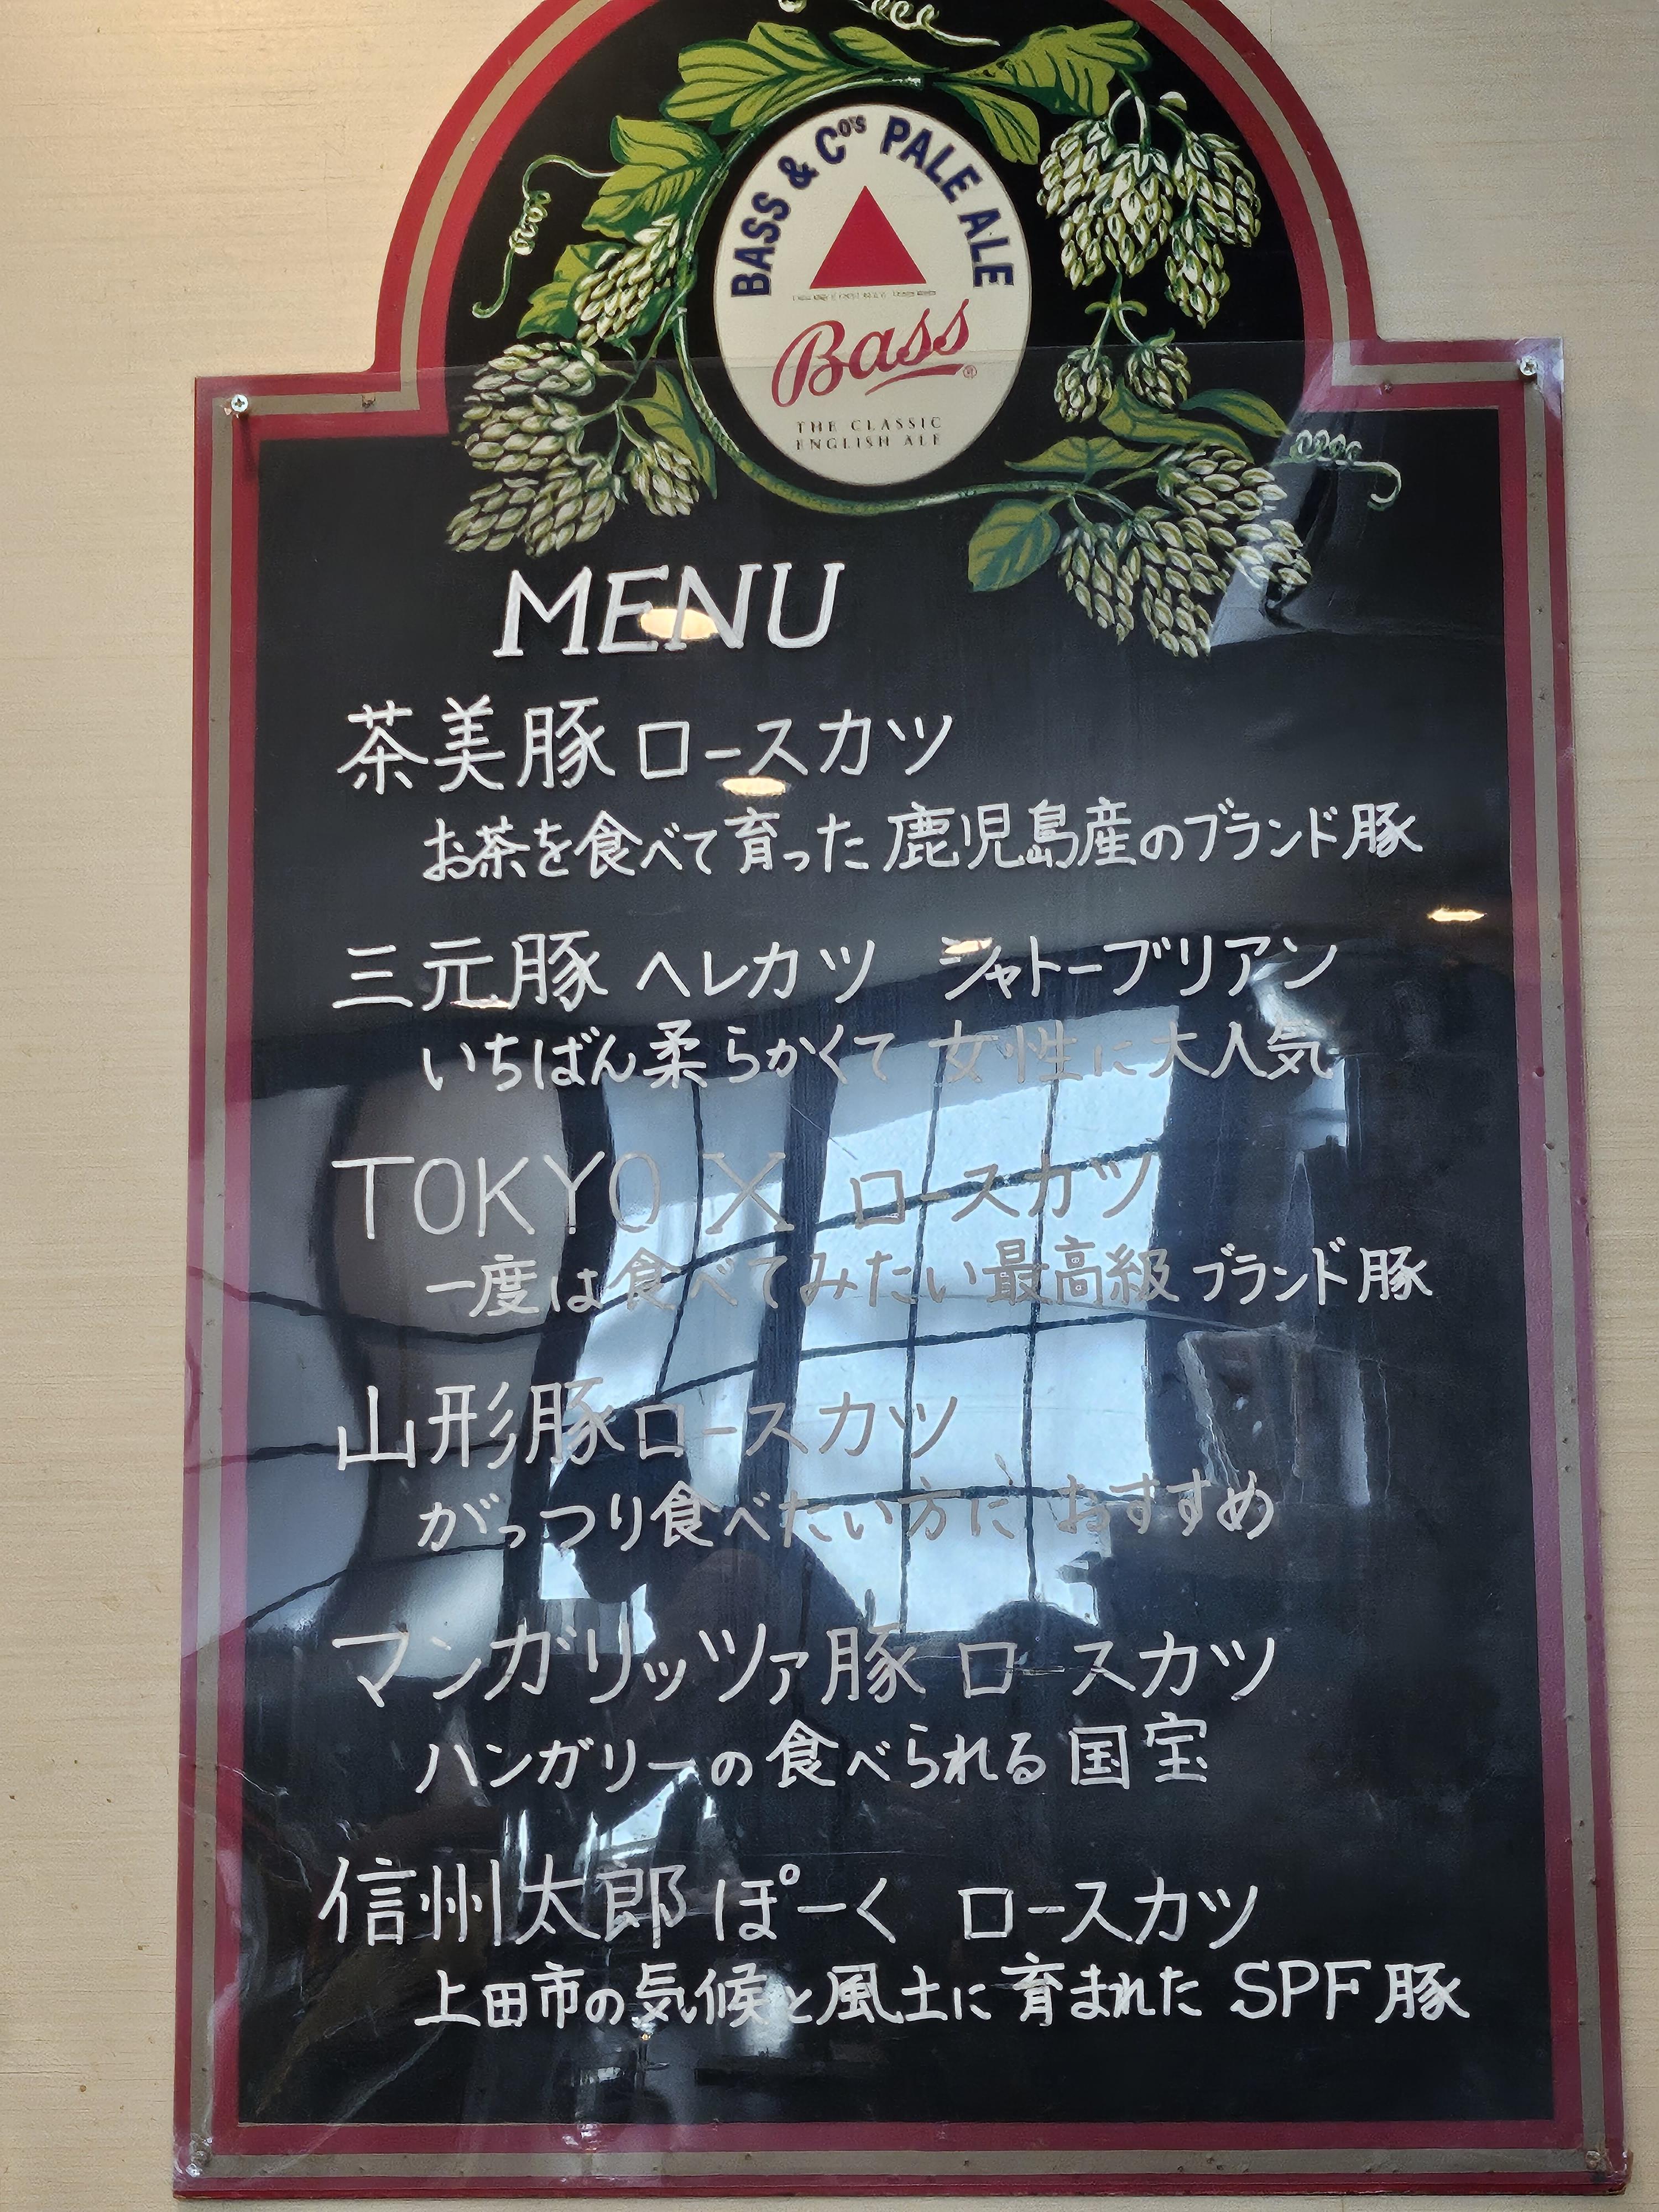 BASS & Cº'S PALE ALE
Bass
THE CLASSIC
ENGLISH ALE
MENU
茶美豚 ロースカツ
お茶を食べて育った 鹿児島産のブランド豚
三元豚 ヘレカツ シャトーブリアン
いちばん柔らかくて 女性に大人気
TOKYO X ロースカツ
一度は食べてみたい最高級 ブランド豚
山形豚ロースカツ
がっつり食べたい方に おすすめ
マンガリッツァ豚 ロースカツ
ハンガリーの食べられる国宝
信州太郎ぽーく ロースカツ
上田市の気候と風土に育まれた SPF豚